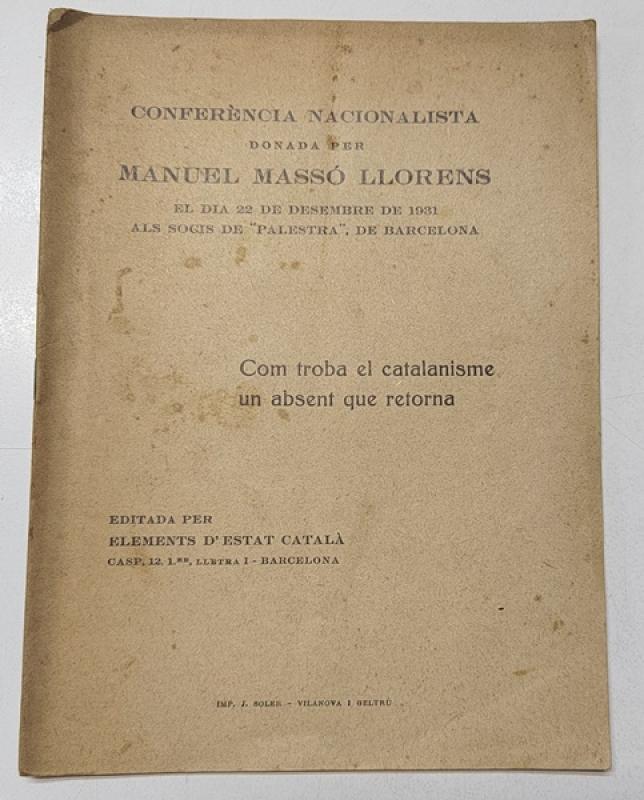 CONFERÈNCIA NACIONALISTA
DONADA PER
MANUEL MASSÓ LLORENS
EL DIA 22 DE DESEMBRE DE 1931
ALS SOCIS DE "PALESTRA", DE BARCELONA
Com troba el catalanisme
un absent que retorna
EDITADA PER
ELEMENTS D'ESTAT CATALÀ
CASP, 12, 1.ER, LLETRA I - BARCELONA
IMP. J. SOLER - VILANOVA I GELTRÚ